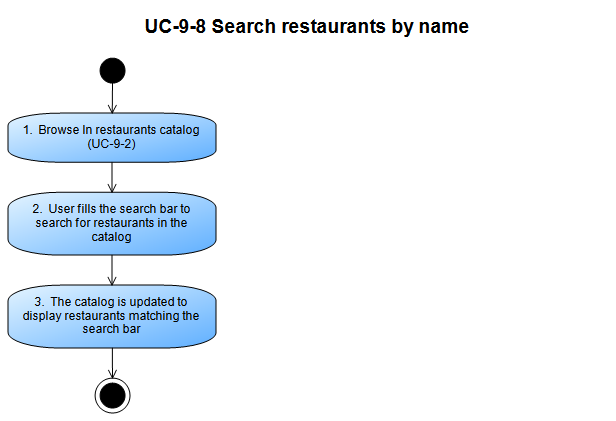 UC-9-8 Search restaurants by name
1. Browse In restaurants catalog
(UC-9-2)
2. User fills the search bar to
search for restaurants in the
catalog
3. The catalog is updated to
display restaurants matching the
search bar